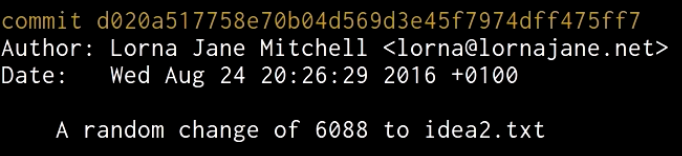 commit d020a517758e70b04d569d3e45f7974dff475ff7
Author: Lorna Jane Mitchell <lorna@lornajane.net>
Date:   Wed Aug 24 20:26:29 2016 +0100
A random change of 6088 to idea2.txt